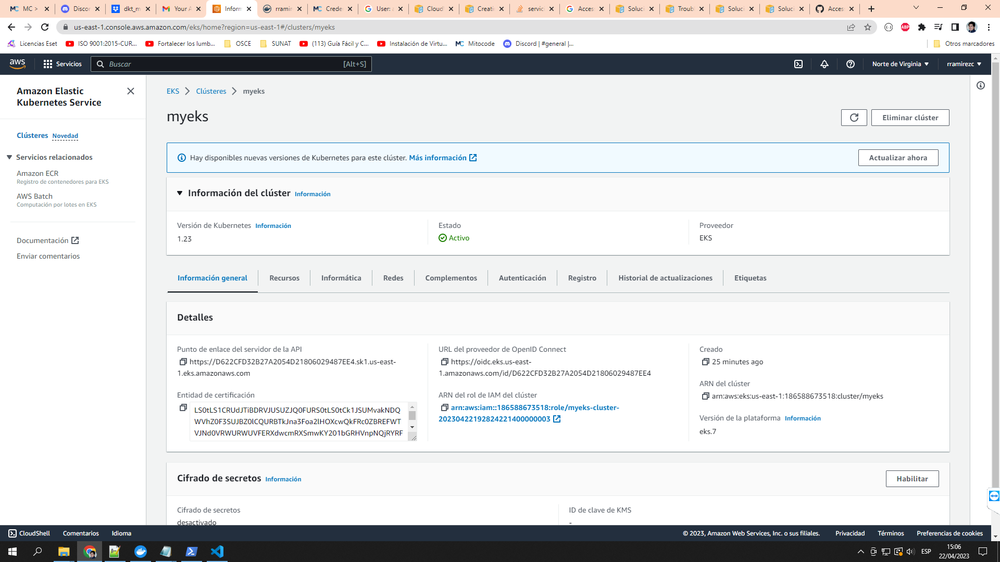 MC >
Discor
dkt_m
Your A
Inform
rramir
Crede
User: a
Cloud
Creatin
servici
Acces
Soluci
Troub
Soluci
Soluci
Acces
us-east-1.console.aws.amazon.com/eks/home?region=us-east-1#/clusters/myeks
ABP
Licencias Eset
ISO 9001:2015-CUR...
Fortalecer los lumb...
OSCE
SUNAT
(113) Guía Fácil y C...
Instalación de Virtu...
MC Mitocode
Discord | #general |...
Otros marcadores
aws
Servicios
Buscar
[Alt+S]
Norte de Virginia
rramirezc
Amazon Elastic
Kubernetes Service
Clústeres Novedad
Servicios relacionados
Amazon ECR
Registro de contenedores para EKS
AWS Batch
Computación por lotes en EKS
Documentación
Enviar comentarios
EKS > Clústeres > myeks
myeks
Eliminar clúster
Hay disponibles nuevas versiones de Kubernetes para este clúster. Más información
Actualizar ahora
Información del clúster Información
Versión de Kubernetes Información
1.23
Estado
Activo
Proveedor
EKS
Información general
Recursos
Informática
Redes
Complementos
Autenticación
Registro
Historial de actualizaciones
Etiquetas
Detalles
Punto de enlace del servidor de la API
https://D622CFD32B27A2054D21806029487EE4.sk1.us-east-
1.eks.amazonaws.com
Entidad de certificación
LS0tLS1CRUdJTiBDRVJUSUZJQ0FURS0tLS0tCk1JSUMvakNDQ
WVhZ0F3SUJBZ0lCQURBTkJna3Foa2lHOXcwQkFRc0ZBREFWT
VJNd0VRWURWUVFERXdwcmRXSmwKY201bGRHVnpNQjRYRF
URL del proveedor de OpenID Connect
https://oidc.eks.us-east-
1.amazonaws.com/id/D622CFD32B27A2054D21806029487EE4
ARN del rol de IAM del clúster
arn:aws:iam::186588673518:role/myeks-cluster-
20230422192824221400000003
Creado
25 minutes ago
ARN del clúster
arn:aws:eks:us-east-1:186588673518:cluster/myeks
Versión de la plataforma Información
eks.7
Cifrado de secretos Información
Habilitar
Cifrado de secretos
desactivado
ID de clave de KMS
-
CloudShell
Comentarios
Idioma
© 2023, Amazon Web Services, Inc. o sus filiales.
Privacidad
Términos
Preferencias de cookies
ESP
15:06
22/04/2023